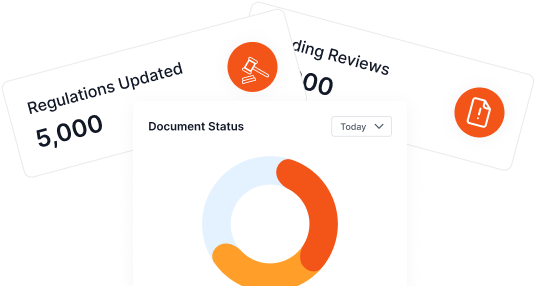 Regulations Updated
5,000
ding Reviews
00
Document Status
Today